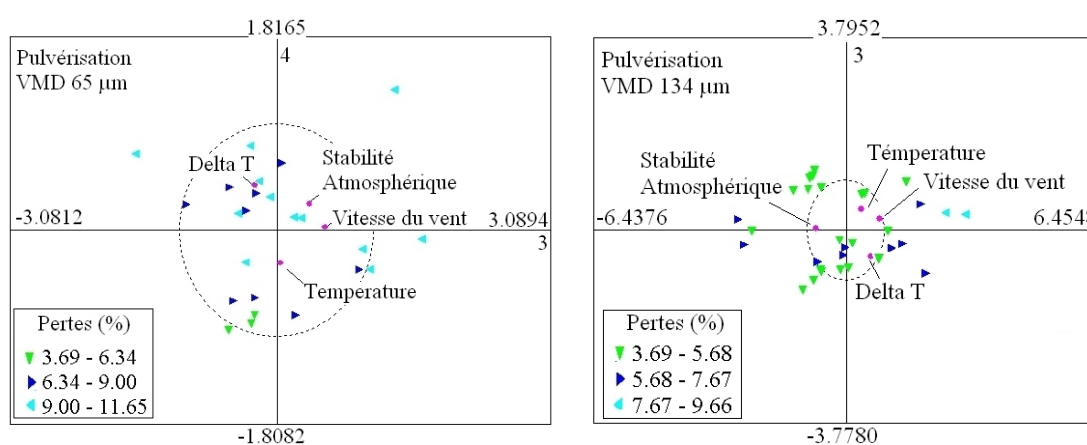 1.8165
4
Pulvérisation
VMD 65 µm
Delta T
Stabilité
Atmosphérique
Vitesse du vent
-3.0812
3.0894
3
Temperature
Pertes (%)
3.69 - 6.34
6.34 - 9.00
9.00 - 11.65
-1.8082
3.7952
3
Pulvérisation
VMD 134 µm
Témperature
Stabilité
Atmosphérique
Vitesse du vent
-6.4376
Delta T
Pertes (%)
3.69 - 5.68
5.68 - 7.67
7.67 - 9.66
-3.7780